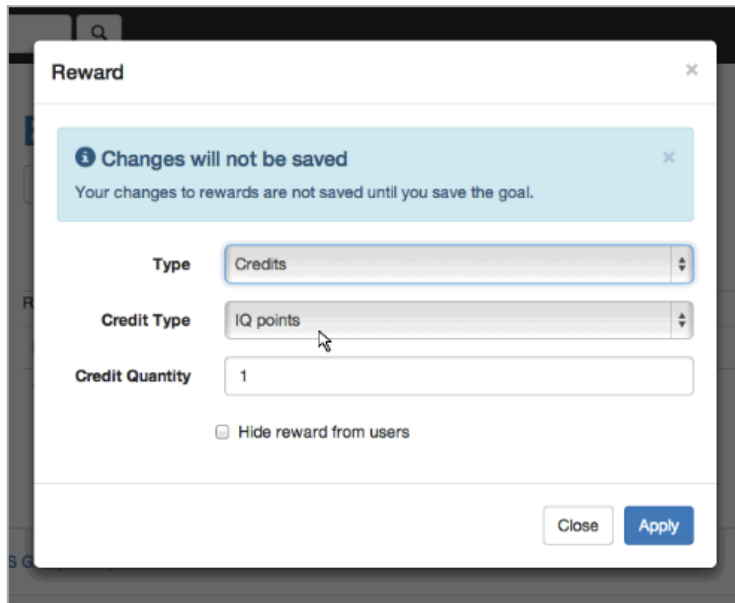 Reward
Changes will not be saved
Your changes to rewards are not saved until you save the goal.
Type Credits
Credit Type IQ points
Credit Quantity 1
Hide reward from users
Close Apply